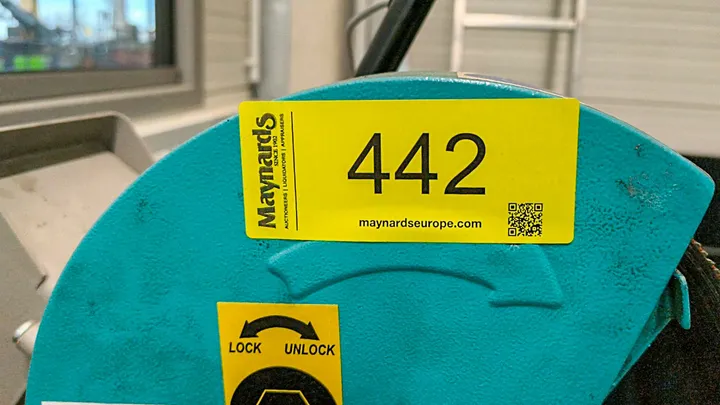 Maynards
SINCE 1902
AUCTIONEERS | LIQUIDATORS | APPRAISERS
442
maynardseurope.com
LOCK UNLOCK